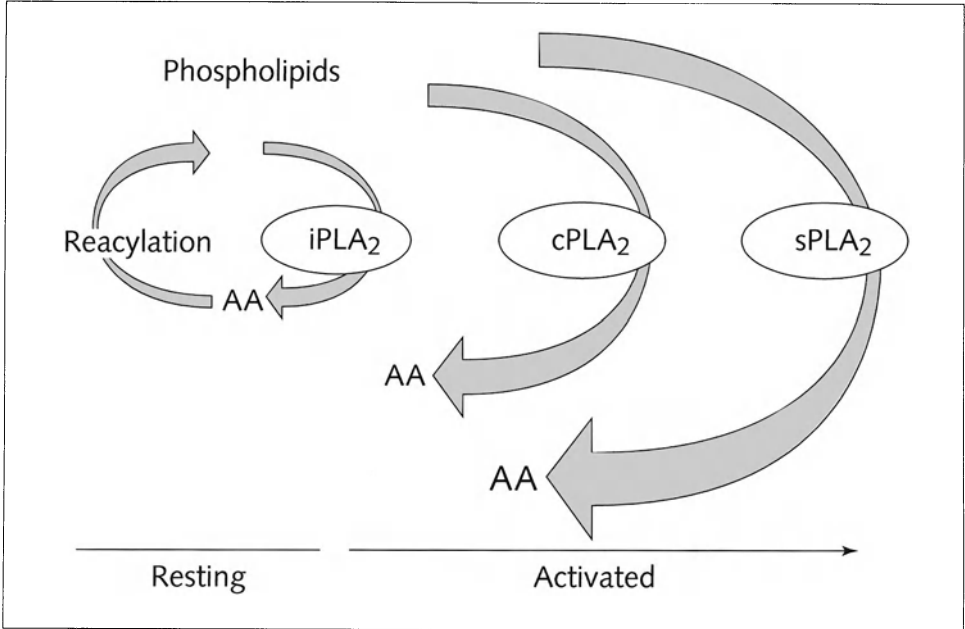 Phospholipids
Reacylation
iPLA₂
cPLA₂
sPLA₂
AA
AA
AA
Resting
Activated